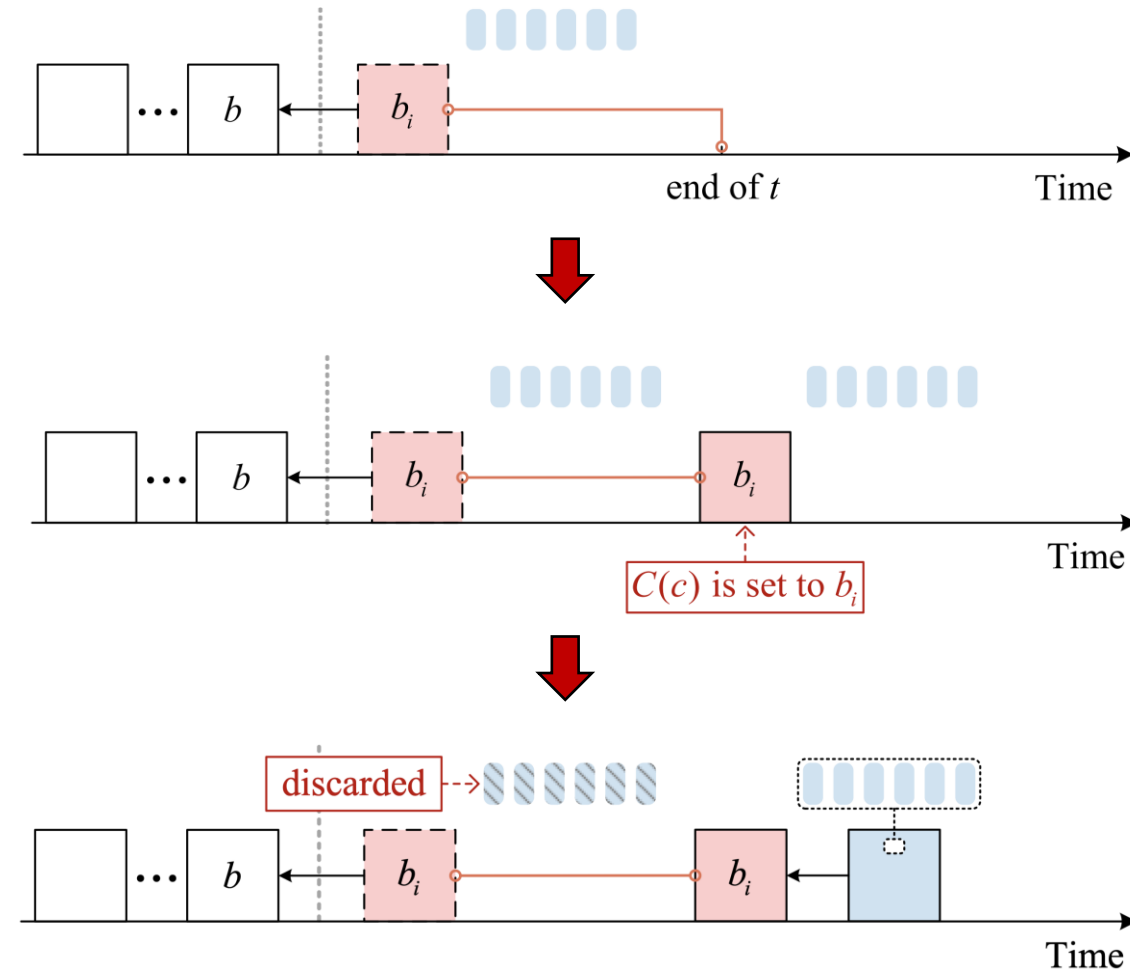 ••• b b_i
end of t
Time
••• b b_i b_i
Time
C(c) is set to b_i
discarded
••• b b_i b_i
Time